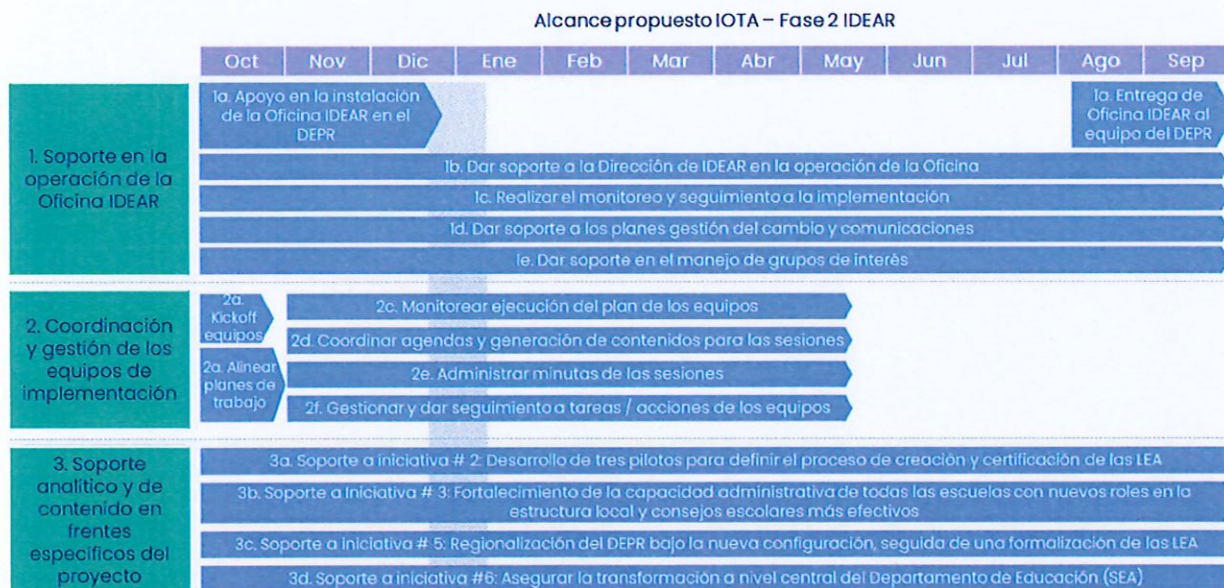 Alcance propuesto IOTA – Fase 2 IDEAR
Oct Nov Dic Ene Feb Mar Abr May Jun Jul Ago Sep
1. Soporte en la
operación de la
Oficina IDEAR
1a. Apoyo en la instalación
de la Oficina IDEAR en el
DEPR
1a. Entrega de
Oficina IDEAR al
equipo del DEPR
1b. Dar soporte a la Dirección de IDEAR en la operación de la Oficina
1c. Realizar el monitoreo y seguimiento a la implementación
1d. Dar soporte a los planes gestión del cambio y comunicaciones
1e. Dar soporte en el manejo de grupos de interés
2. Coordinación
y gestión de los
equipos de
implementación
2a.
Kickoff
equipos
2a. Alinear
planes de
trabajo
2c. Monitorear ejecución del plan de los equipos
2d. Coordinar agendas y generación de contenidos para las sesiones
2e. Administrar minutas de las sesiones
2f. Gestionar y dar seguimiento a tareas / acciones de los equipos
3. Soporte
analítico y de
contenido en
frentes
específicos del
proyecto
3a. Soporte a iniciativa # 2: Desarrollo de tres pilotos para definir el proceso de creación y certificación de las LEA
3b. Soporte a Iniciativa # 3: Fortalecimiento de la capacidad administrativa de todas las escuelas con nuevos roles en la
estructura local y consejos escolares más efectivos
3c. Soporte a iniciativa # 5: Regionalización del DEPR bajo la nueva configuración, seguida de una formalización de las LEA
3d. Soporte a iniciativa #6: Asegurar la transformación a nivel central del Departamento de Educación (SEA)